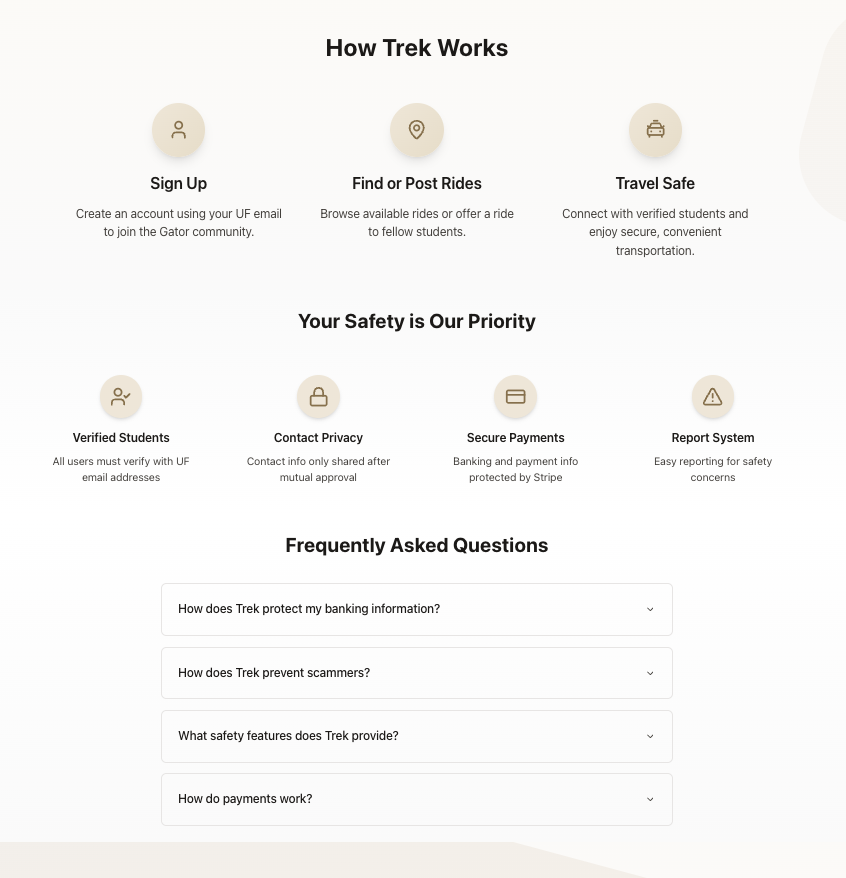 How Trek Works
Sign Up
Create an account using your UF email
to join the Gator community.
Find or Post Rides
Browse available rides or offer a ride
to fellow students.
Travel Safe
Connect with verified students and
enjoy secure, convenient
transportation.
Your Safety is Our Priority
Verified Students
All users must verify with UF
email addresses
Contact Privacy
Contact info only shared after
mutual approval
Secure Payments
Banking and payment info
protected by Stripe
Report System
Easy reporting for safety
concerns
Frequently Asked Questions
How does Trek protect my banking information?
How does Trek prevent scammers?
What safety features does Trek provide?
How do payments work?